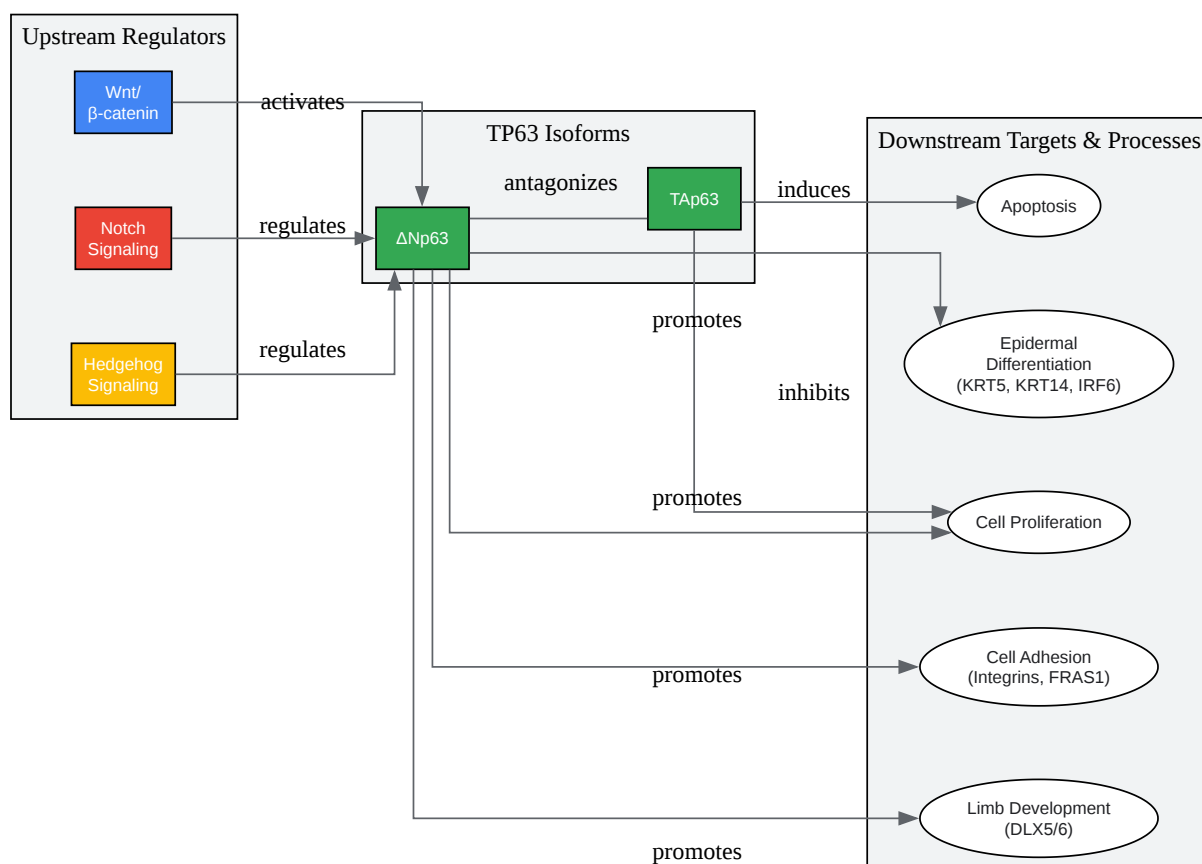 Upstream Regulators
Wnt/
β-catenin
activates
Notch
Signaling
regulates
Hedgehog
Signaling
regulates
TP63 Isoforms
antagonizes
TAp63
ΔNp63
induces
promotes
inhibits
promotes
promotes
promotes
Downstream Targets & Processes
Apoptosis
Epidermal
Differentiation
(KRT5, KRT14, IRF6)
Cell Proliferation
Cell Adhesion
(Integrins, FRAS1)
Limb Development
(DLX5/6)